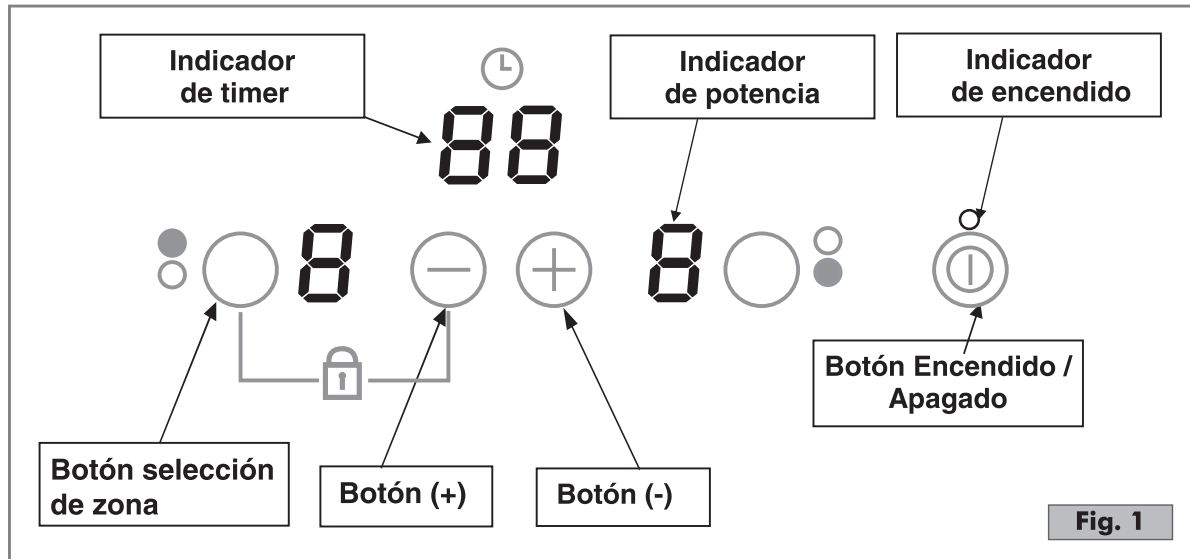 Indicador
de timer
Indicador
de potencia
Indicador
de encendido
88
8
8
Botón Encendido /
Apagado
Botón selección
de zona
Botón (+)
Botón (-)
Fig. 1